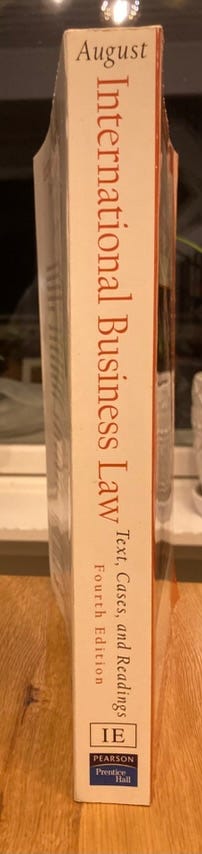 August
International Business Law
Text, Cases, and Readings
Fourth Edition
IE
PEARSON
Prentice
Hall